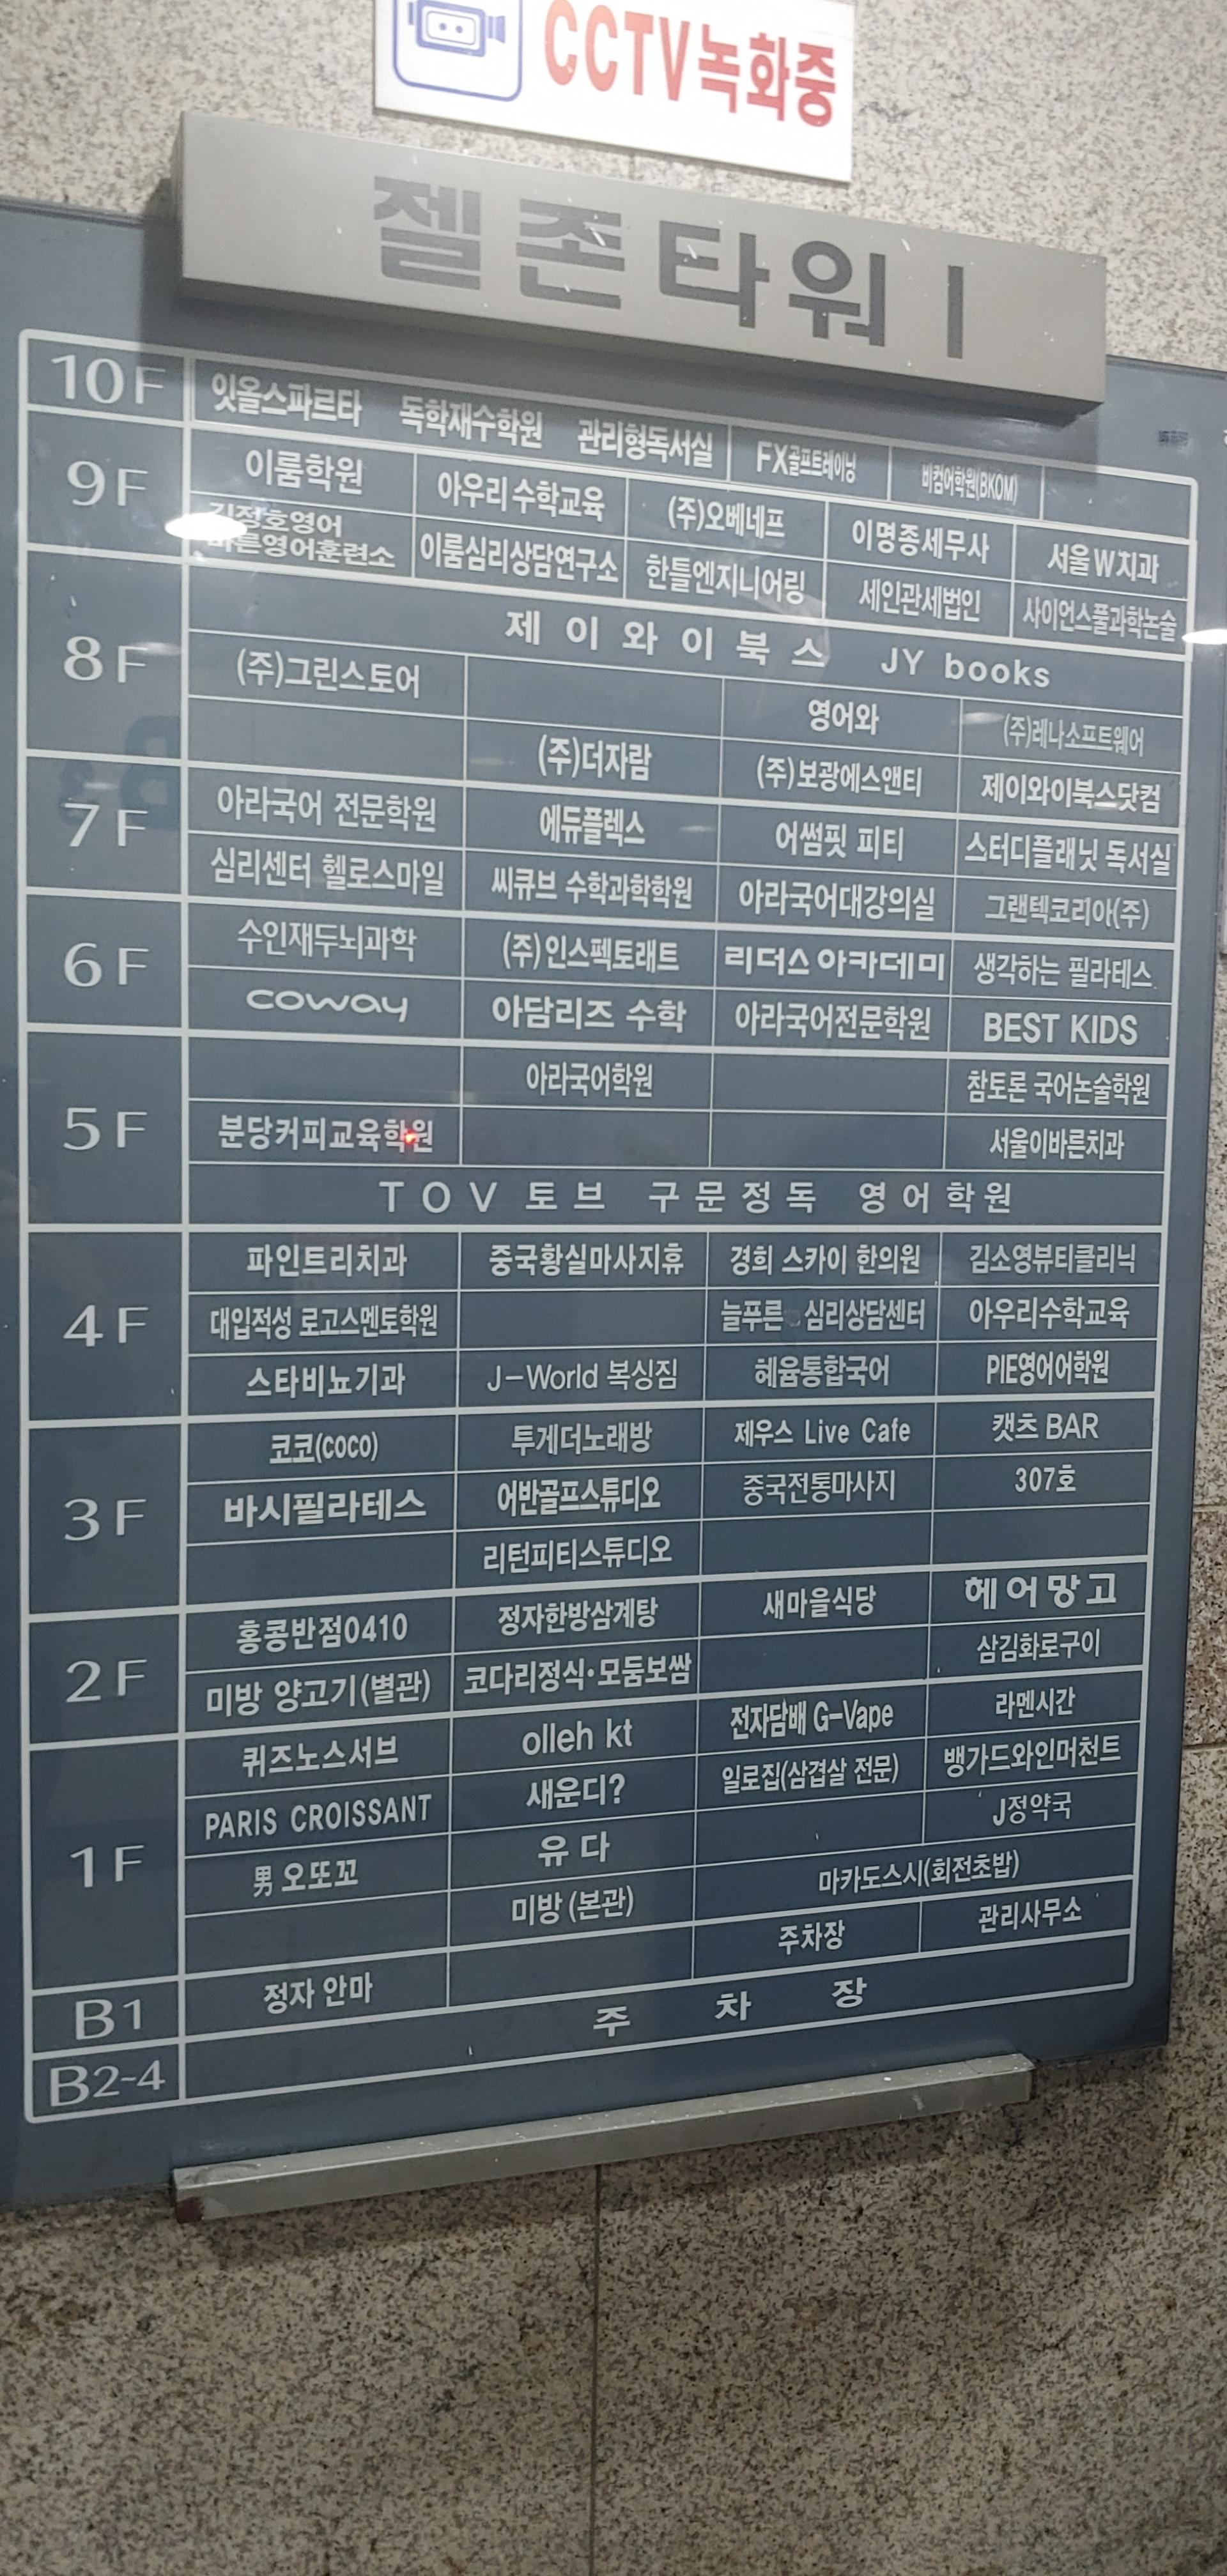 CCTV녹화중
젤존타워 I
10F 잇올스파르타 독학재수학원 관리형독서실 FX골프트레이닝 비컴어학원(BKOM)
9F
이룸학원 아우리 수학교육 (주)오베네프 이명종세무사 서울W치과
김정호영어
바른영어훈련소 이룸심리상담연구소 한틀엔지니어링 세인관세법인 사이언스풀과학논술
8F
제이와이북스 JY books
(주)그린스토어 영어와 (주)레나소프트웨어
(주)더자람 (주)보광에스앤티 제이와이북스닷컴
7F
아라국어 전문학원 에듀플렉스 어썸핏 피티 스터디플래닛 독서실
심리센터 헬로스마일 씨큐브 수학과학학원 아라국어대강의실 그랜텍코리아(주)
6F
수인재두뇌과학 (주)인스펙토래트 리더스아카데미 생각하는 필라테스
coway 아담리즈 수학 아라국어전문학원 BEST KIDS
5F
아라국어학원 참토론 국어논술학원
분당커피교육학원 서울이바른치과
TOV 토브 구문정독 영어학원
4F
파인트리치과 중국황실마사지휴 경희 스카이 한의원 김소영뷰티클리닉
대입적성 로고스멘토학원 늘푸른 심리상담센터 아우리수학교육
스타비뇨기과 J-World 복싱짐 혜윰통합국어 PIE영어어학원
3F
코코(coco) 투게더노래방 제우스 Live Cafe 캣츠 BAR
바시필라테스 어반골프스튜디오 중국전통마사지 307호
리턴피티스튜디오
2F
홍콩반점0410 정자한방삼계탕 새마을식당 헤어망고
미방 양고기(별관) 코다리정식·모둠보쌈 삼김화로구이
1F
퀴즈노스서브 olleh kt 전자담배 G-Vape 라멘시간
PARIS CROISSANT 새운디? 일로집(삼겹살 전문) 뱅가드와인머천트
男 오또꼬 유다 J정약국
미방 (본관) 마카도스시(회전초밥)
주차장 관리사무소
B1 정자 안마
B2-4 주차장